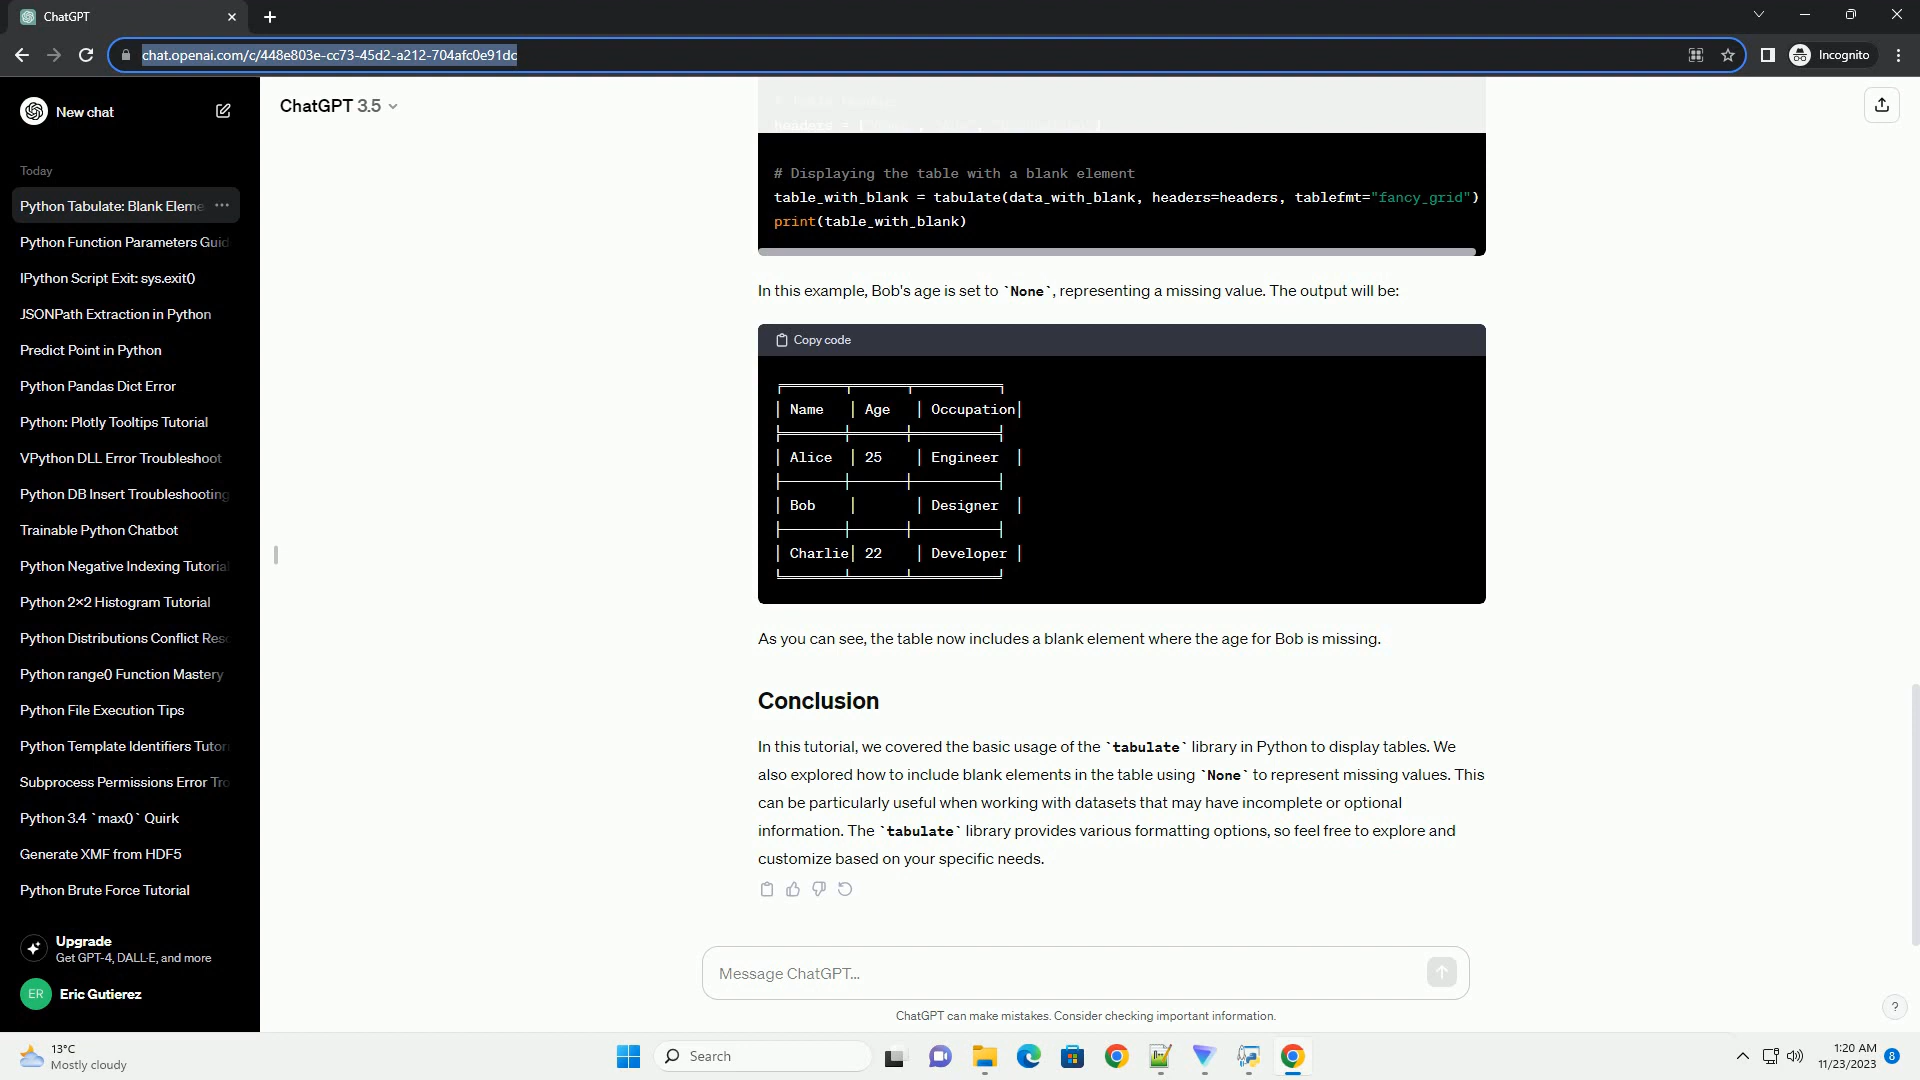 ChatGPT
chat.openai.com/c/448e803e-cc73-45d2-a212-704afc0e91dc
Incognito
New chat
Today
Python Tabulate: Blank Eleme
Python Function Parameters Guid
IPython Script Exit: sys.exit()
JSONPath Extraction in Python
Predict Point in Python
Python Pandas Dict Error
Python: Plotly Tooltips Tutorial
VPython DLL Error Troubleshoot
Python DB Insert Troubleshooting
Trainable Python Chatbot
Python Negative Indexing Tutorial
Python 2×2 Histogram Tutorial
Python Distributions Conflict Reso
Python range() Function Mastery
Python File Execution Tips
Python Template Identifiers Tutori
Subprocess Permissions Error Tro
Python 3.4 `max()` Quirk
Generate XMF from HDF5
Python Brute Force Tutorial
Upgrade
Get GPT-4, DALL·E, and more
ER
Eric Gutierez
ChatGPT 3.5
headers = [
# Displaying the table with a blank element
table_with_blank = tabulate(data_with_blank, headers=headers, tablefmt="fancy_grid")
print(table_with_blank)
In this example, Bob's age is set to `None`, representing a missing value. The output will be:
Copy code
Name Age Occupation
Alice 25 Engineer
Bob Designer
Charlie 22 Developer
As you can see, the table now includes a blank element where the age for Bob is missing.
Conclusion
In this tutorial, we covered the basic usage of the `tabulate` library in Python to display tables. We
also explored how to include blank elements in the table using `None` to represent missing values. This
can be particularly useful when working with datasets that may have incomplete or optional
information. The `tabulate` library provides various formatting options, so feel free to explore and
customize based on your specific needs.
Message ChatGPT...
ChatGPT can make mistakes. Consider checking important information.
?
13°C
Mostly cloudy
Search
1:20 AM
11/23/2023
8